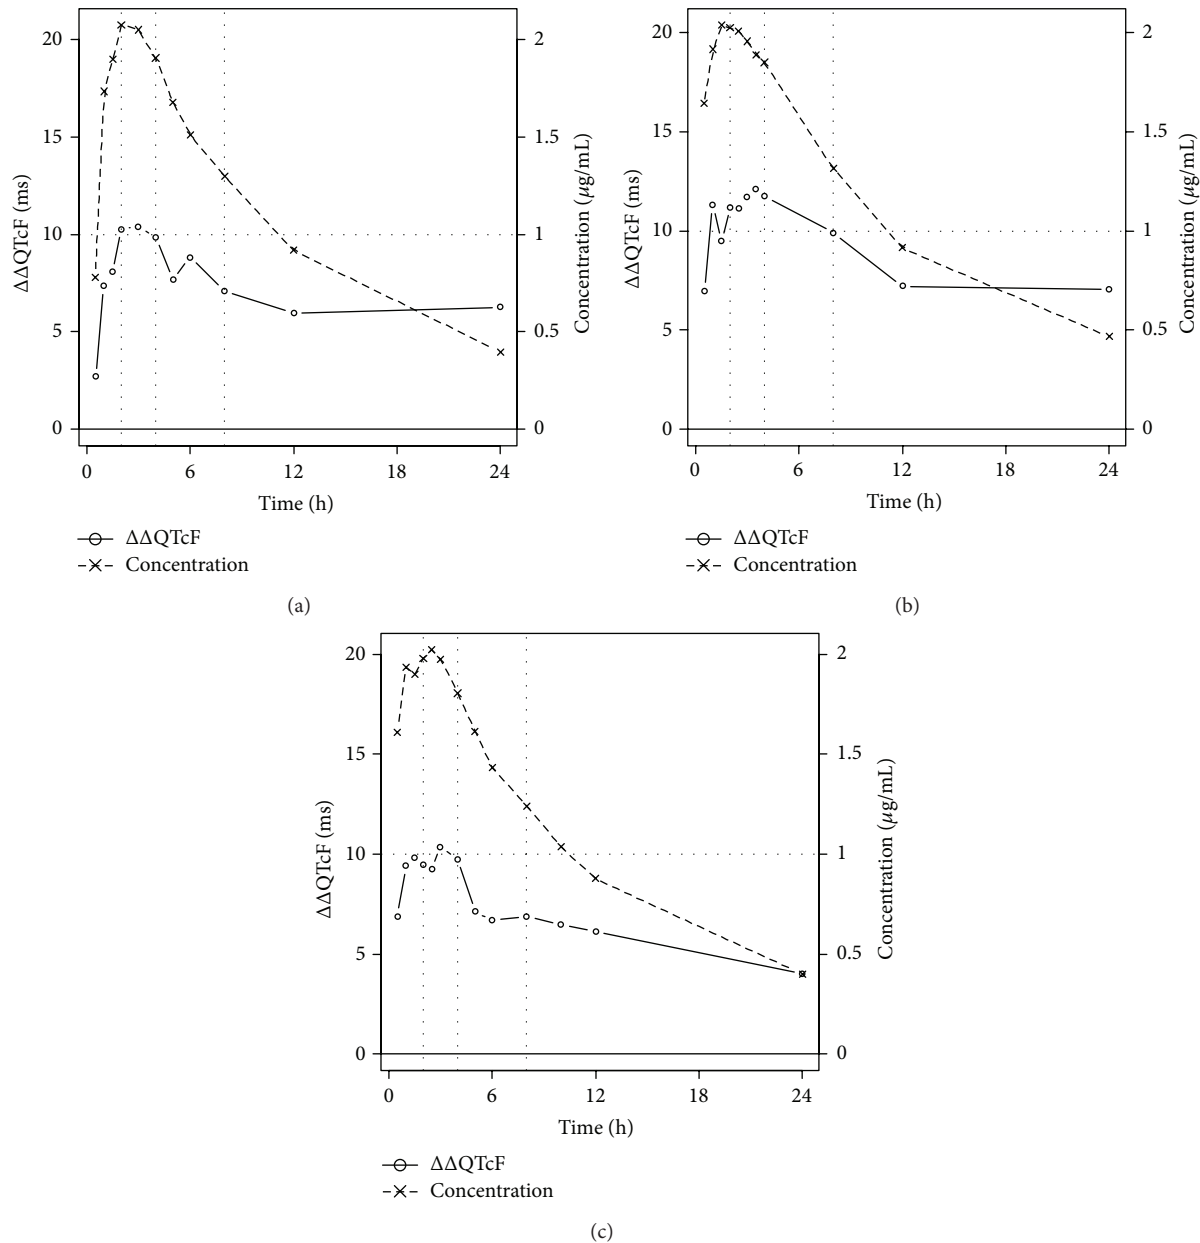 20
15
10
5
0
ΔΔQTcF (ms)
2
1.5
1
0.5
0
Concentration (μg/mL)
0 6 12 18 24
Time (h)
ΔΔQTcF
Concentration
(a)
20
15
10
5
0
ΔΔQTcF (ms)
2
1.5
1
0.5
0
Concentration (μg/mL)
0 6 12 18 24
Time (h)
ΔΔQTcF
Concentration
(b)
20
15
10
5
0
ΔΔQTcF (ms)
2
1.5
1
0.5
0
Concentration (μg/mL)
0 6 12 18 24
Time (h)
ΔΔQTcF
Concentration
(c)